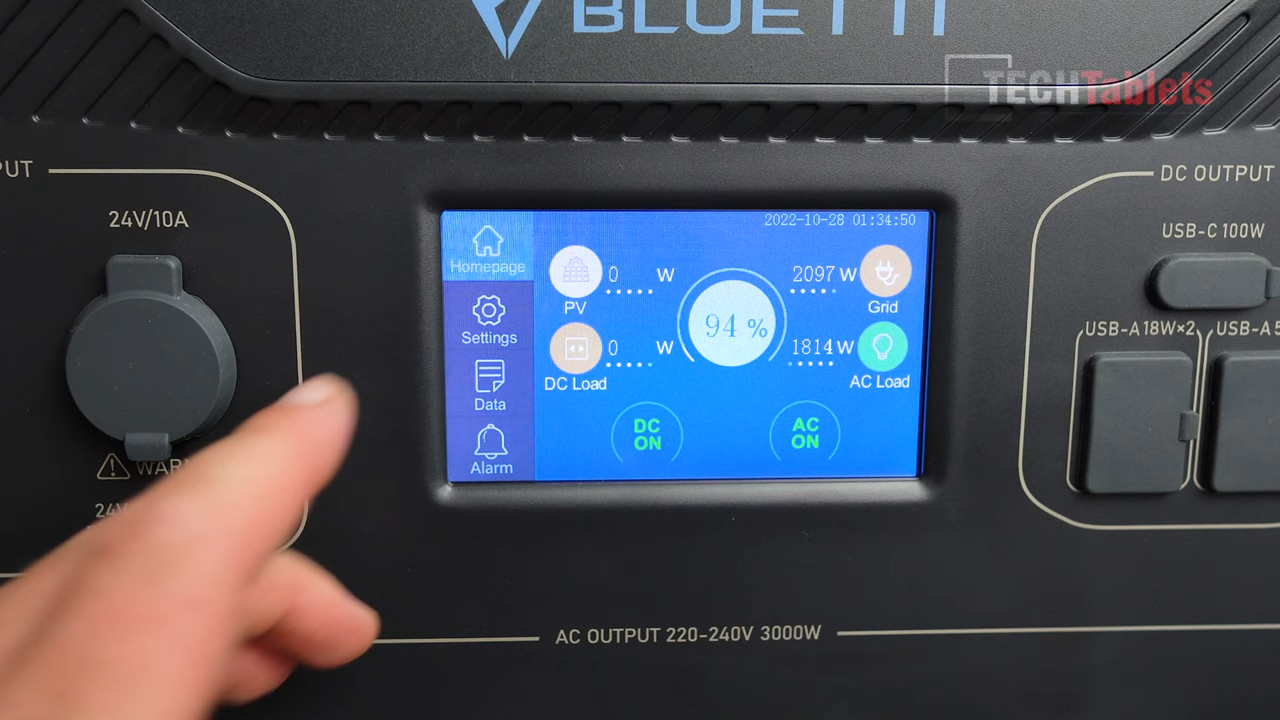 BLUETTI
TECHTablets
PUT
DC OUTPUT
24V/10A
USB-C 100W
USB-A 18W×2
USB-A 5
WAR
24V
2022-10-28 01:34:50
Homepage
0 W
PV
2097 W
Grid
94 %
Settings
0 W
DC Load
1814 W
AC Load
Data
DC
ON
AC
ON
Alarm
AC OUTPUT 220-240V 3000W